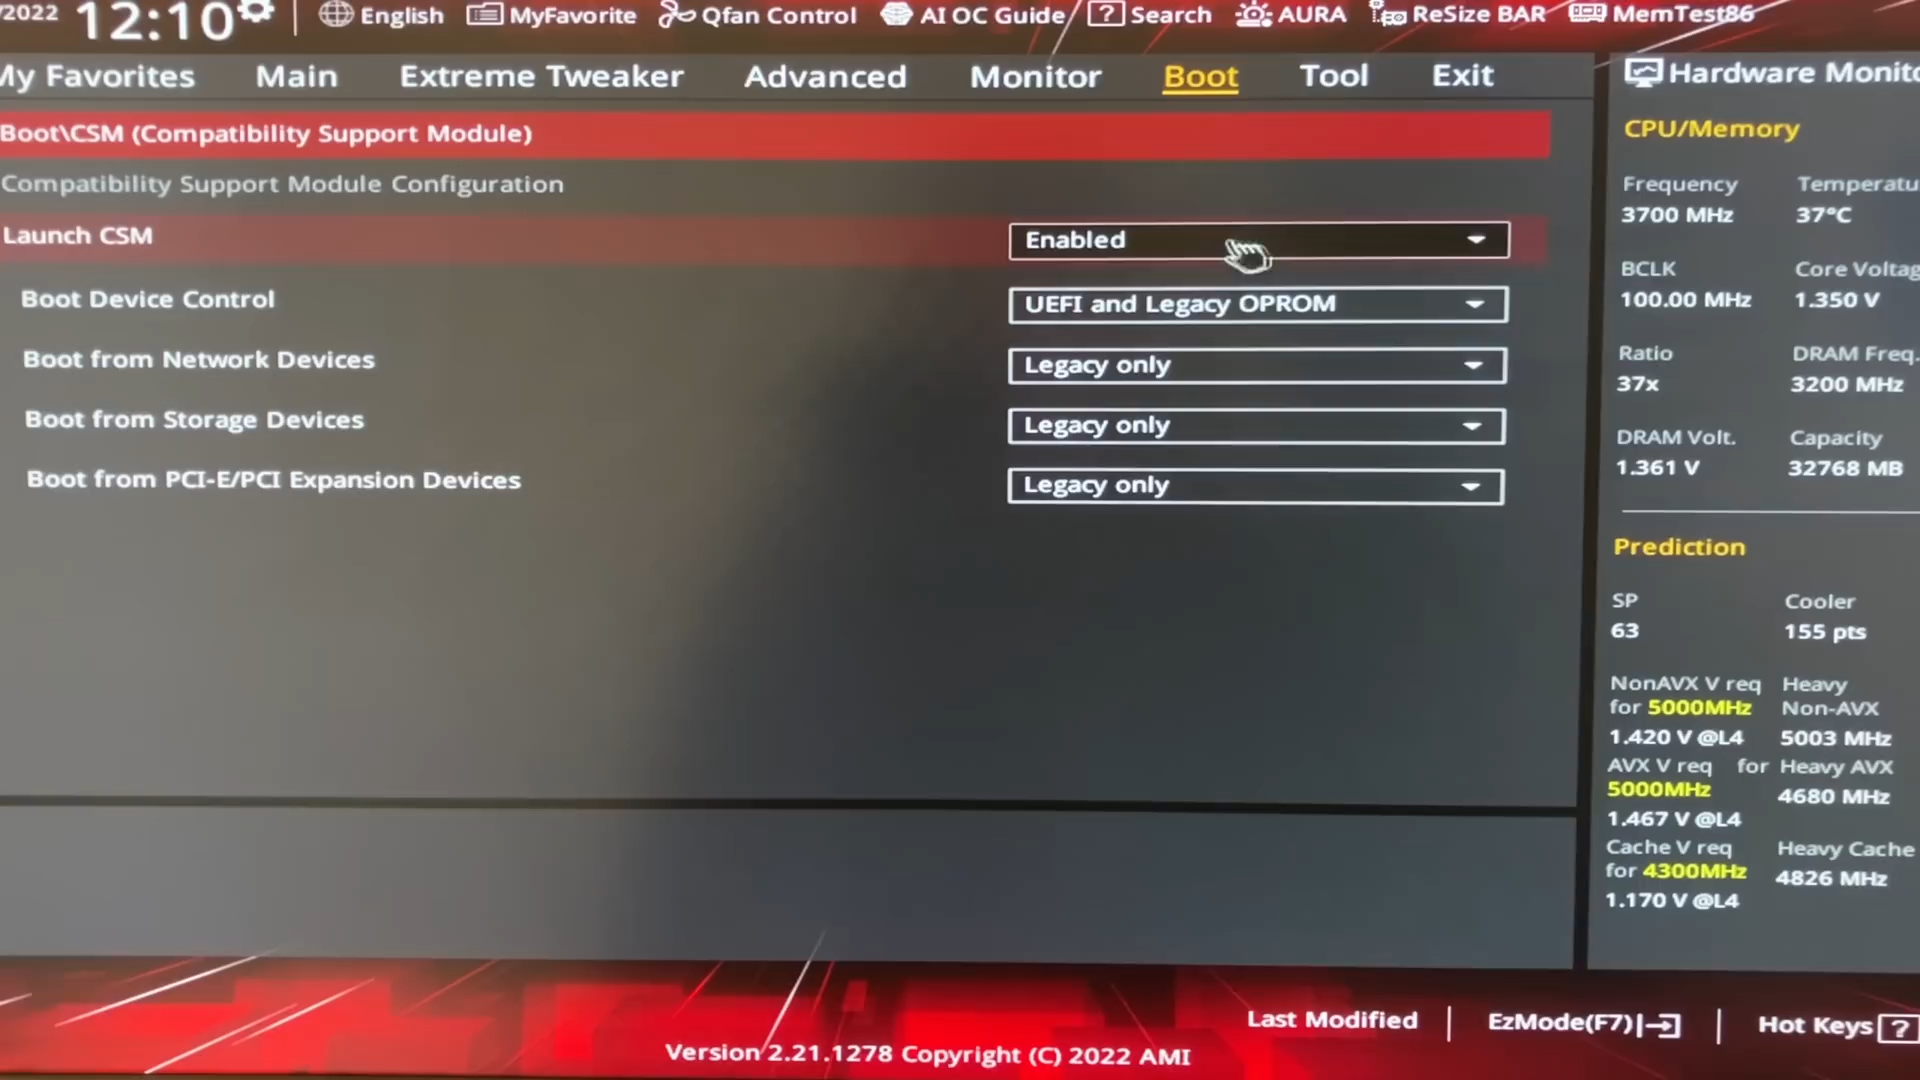 /2022 12:10 English MyFavorite Qfan Control AI OC Guide ? Search AURA ReSize BAR MemTest86
My Favorites Main Extreme Tweaker Advanced Monitor Boot Tool Exit
Boot\CSM (Compatibility Support Module)
Compatibility Support Module Configuration
Launch CSM Enabled
Boot Device Control UEFI and Legacy OPROM
Boot from Network Devices Legacy only
Boot from Storage Devices Legacy only
Boot from PCI-E/PCI Expansion Devices Legacy only
Hardware Monito
CPU/Memory
Frequency Temperatu
3700 MHz 37°C
BCLK Core Voltag
100.00 MHz 1.350 V
Ratio DRAM Freq.
37x 3200 MHz
DRAM Volt. Capacity
1.361 V 32768 MB
Prediction
SP Cooler
63 155 pts
NonAVX V req Heavy
for 5000MHz Non-AVX
1.420 V @L4 5003 MHz
AVX V req for Heavy AVX
5000MHz 4680 MHz
1.467 V @L4
Cache V req Heavy Cache
for 4300MHz 4826 MHz
1.170 V @L4
Last Modified EzMode(F7) Hot Keys ?
Version 2.21.1278 Copyright (C) 2022 AMI